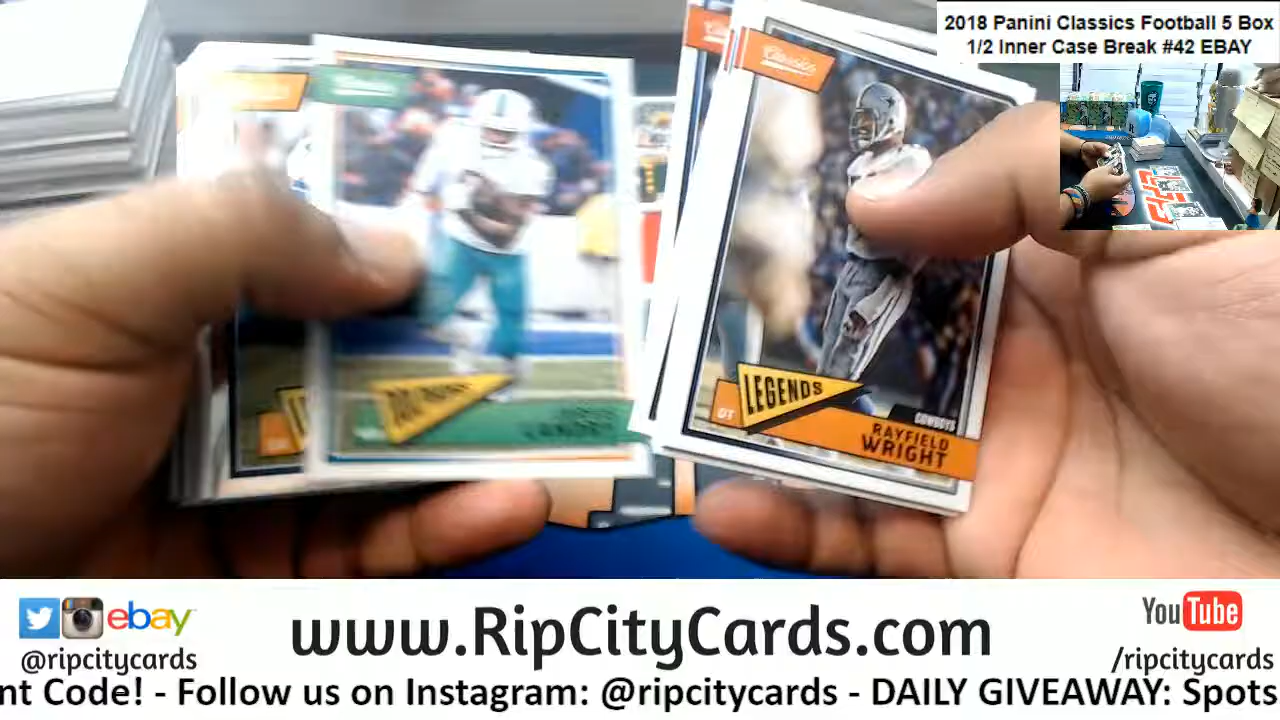 2018 Panini Classics Football 5 Box
1/2 Inner Case Break #42 EBAY
Classics
LEGENDS
OT
COWBOYS
RAYFIELD
WRIGHT
ebay
@ripcitycards
www.RipCityCards.com
YouTube
/ripcitycards
nt Code! - Follow us on Instagram: @ripcitycards - DAILY GIVEAWAY: Spots